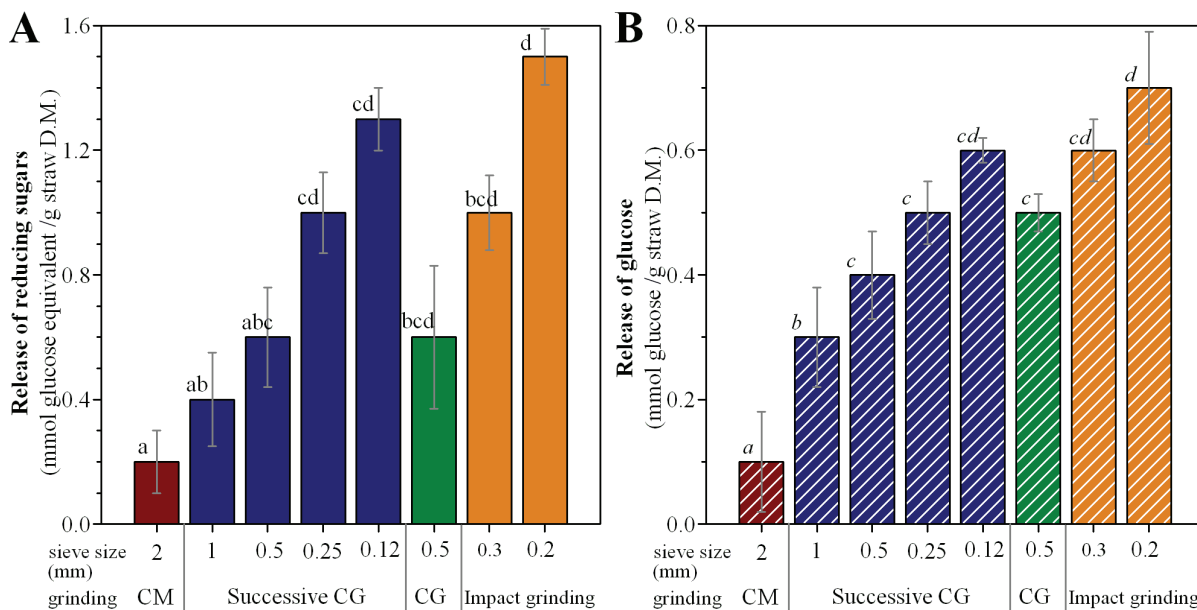 A
Release of reducing sugars
(mmol glucose equivalent /g straw D.M.)
1.6
1.2
0.8
0.4
0.0
a
ab
abc
cd
cd
bcd
bcd
d
sieve size
(mm)
2
1
0.5
0.25
0.12
0.5
0.3
0.2
grinding
CM
Successive CG
CG
Impact grinding
B
Release of glucose
(mmol glucose /g straw D.M.)
0.8
0.6
0.4
0.2
0.0
a
b
c
c
cd
c
cd
d
sieve size
(mm)
2
1
0.5
0.25
0.12
0.5
0.3
0.2
grinding
CM
Successive CG
CG
Impact grinding